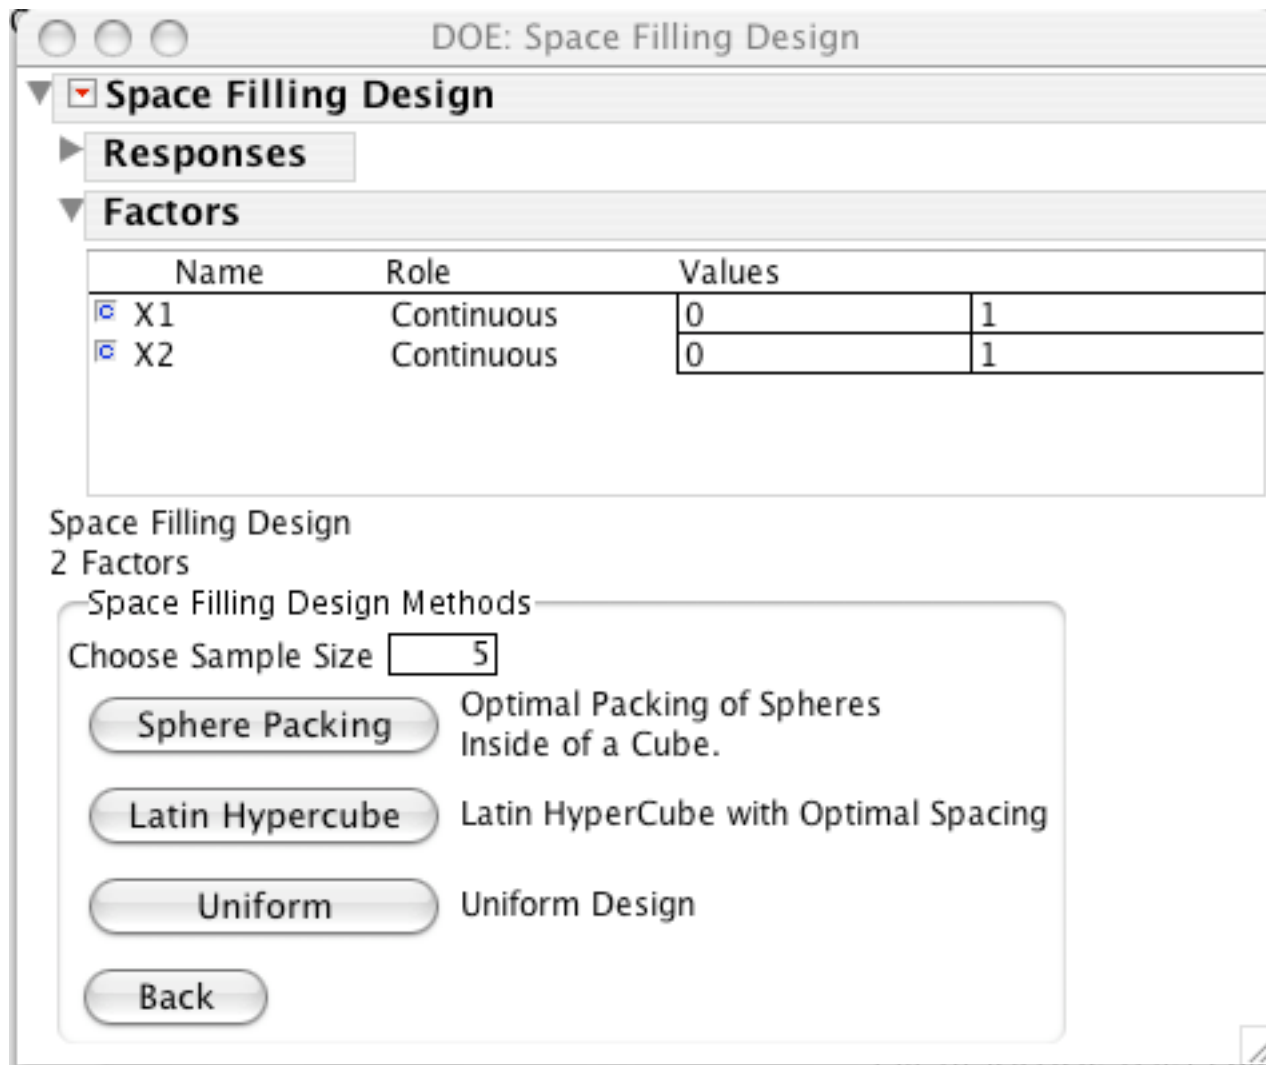 DOE: Space Filling Design
Space Filling Design
Responses
Factors
Name Role Values
X1 Continuous 0 1
X2 Continuous 0 1
Space Filling Design
2 Factors
Space Filling Design Methods
Choose Sample Size 5
Sphere Packing Optimal Packing of Spheres
Inside of a Cube.
Latin Hypercube Latin HyperCube with Optimal Spacing
Uniform Uniform Design
Back